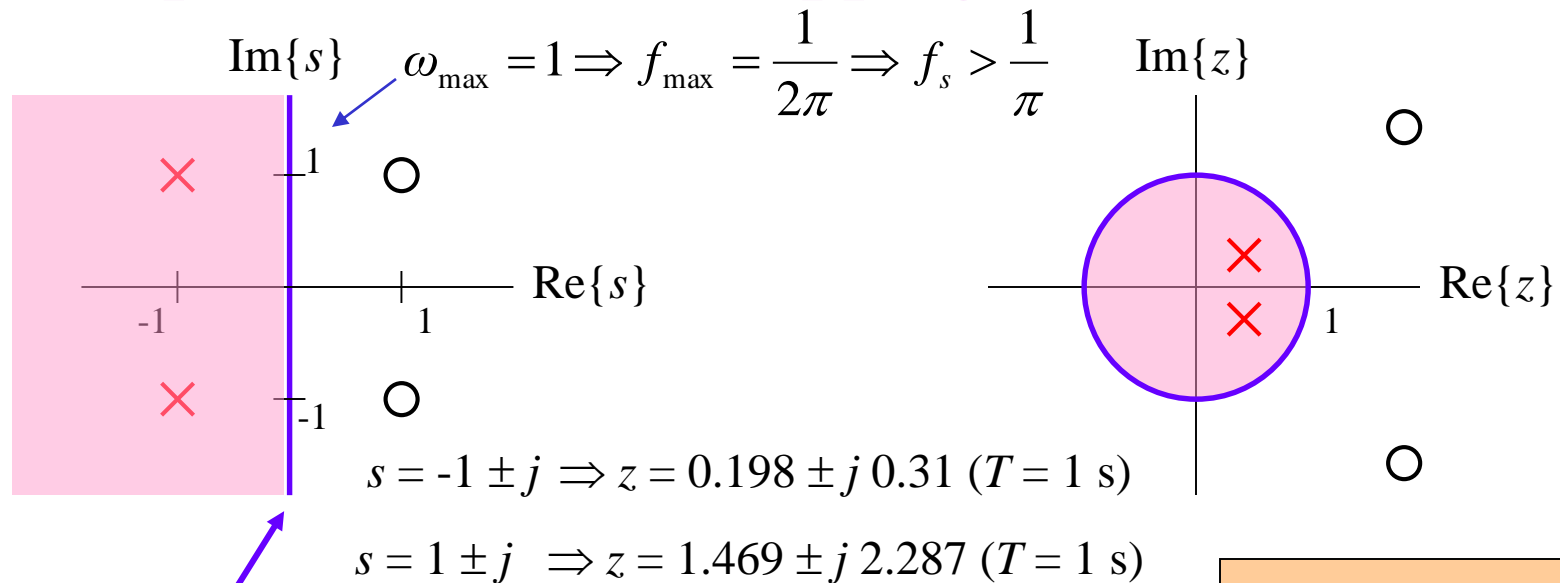 Im{s}
ω_max = 1 ⇒ f_max = 1/(2π) ⇒ f_s > 1/π
Im{z}
1
Re{s}
-1
1
-1
Re{z}
1
s = -1 ± j ⇒ z = 0.198 ± j 0.31 (T = 1 s)
s = 1 ± j ⇒ z = 1.469 ± j 2.287 (T = 1 s)